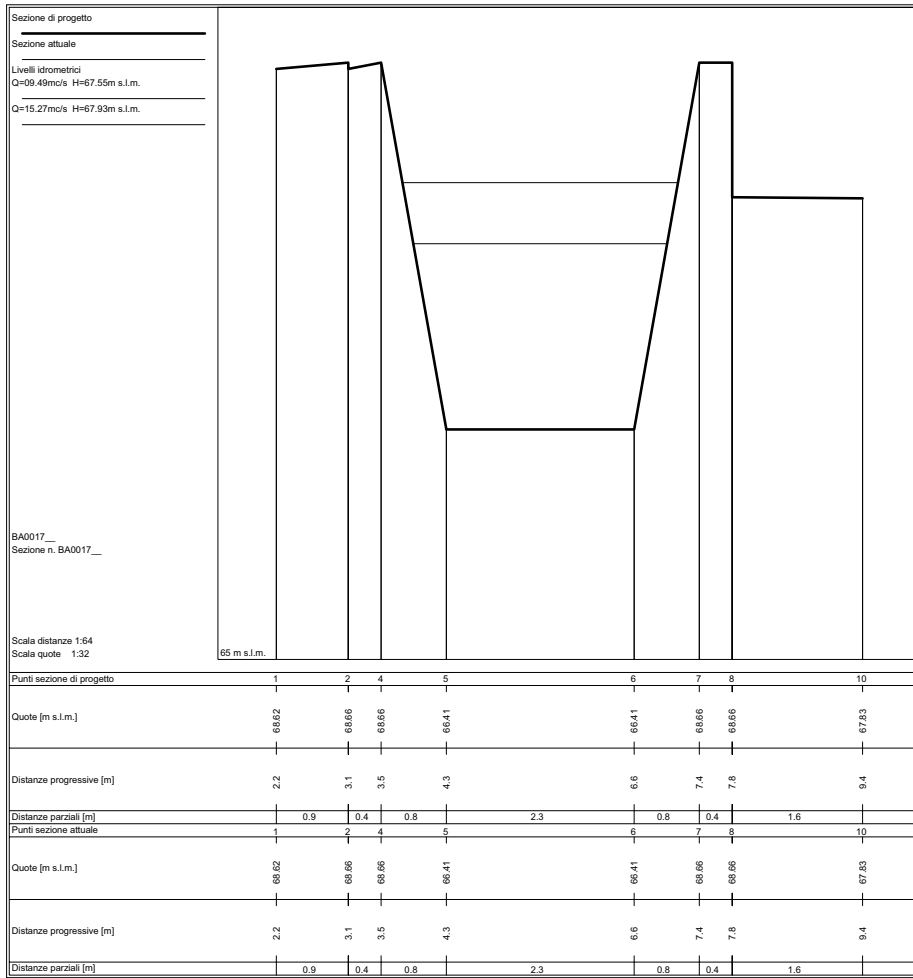 Sezione di progetto
Sezione attuale
Livelli idrometrici
Q=09.49mc/s H=67.55m s.l.m.
Q=15.27mc/s H=67.93m s.l.m.
BA0017__
Sezione n. BA0017__
Scala distanze 1:64
Scala quote 1:32
65 m s.l.m.
Punti sezione di progetto 1 2 4 5 6 7 8 10
Quote [m s.l.m.] 68.62 68.66 68.66 66.41 66.41 68.66 68.66 67.83
Distanze progressive [m] 2.2 3.1 3.5 4.3 6.6 7.4 7.8 9.4
Distanze parziali [m] 0.9 0.4 0.8 2.3 0.8 0.4 1.6
Punti sezione attuale 1 2 4 5 6 7 8 10
Quote [m s.l.m.] 68.62 68.66 68.66 66.41 66.41 68.66 68.66 67.83
Distanze progressive [m] 2.2 3.1 3.5 4.3 6.6 7.4 7.8 9.4
Distanze parziali [m] 0.9 0.4 0.8 2.3 0.8 0.4 1.6